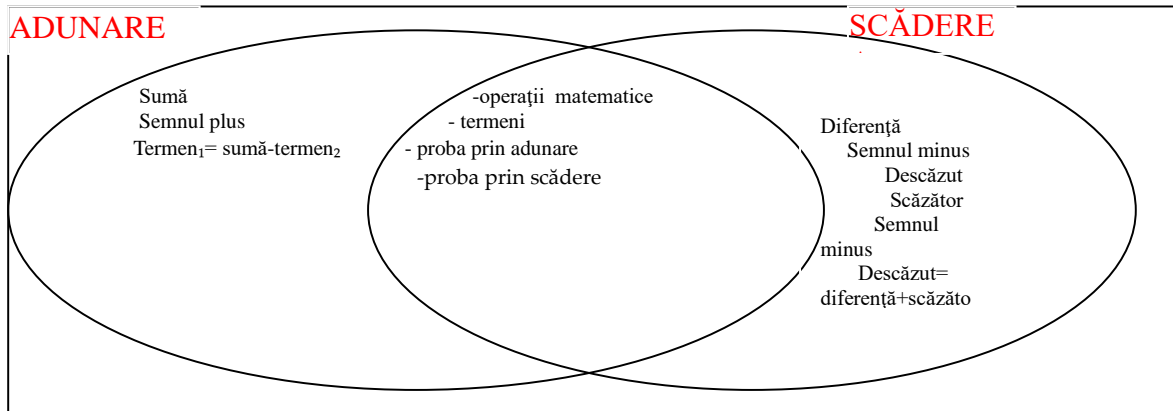 ADUNARE
SCĂDERE
Sumă
Semnul plus
Termen₁= sumă-termen₂
-operaţii matematice
- termeni
- proba prin adunare
-proba prin scădere
Diferenţă
Semnul minus
Descăzut
Scăzător
Semnul
minus
Descăzut=
diferenţă+scăzăto